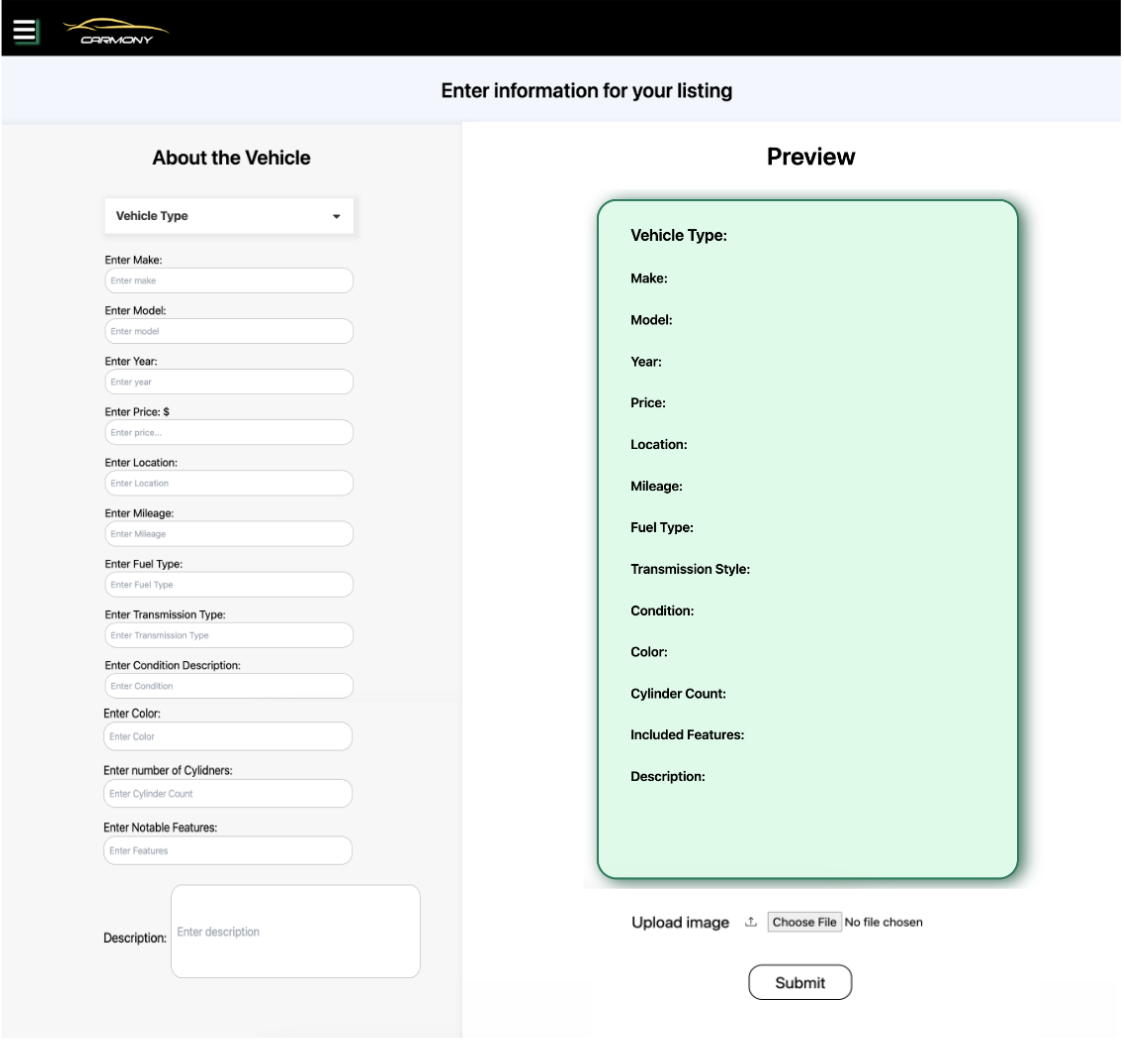 CARMONY
Enter information for your listing
About the Vehicle
Vehicle Type
Enter Make:
Enter make
Enter Model:
Enter model
Enter Year:
Enter year
Enter Price: $
Enter price...
Enter Location:
Enter Location
Enter Mileage:
Enter Mileage
Enter Fuel Type:
Enter Fuel Type
Enter Transmission Type:
Enter Transmission Type
Enter Condition Description:
Enter Condition
Enter Color:
Enter Color
Enter number of Cylidners:
Enter Cylinder Count
Enter Notable Features:
Enter Features
Description:
Enter description
Preview
Vehicle Type:
Make:
Model:
Year:
Price:
Location:
Mileage:
Fuel Type:
Transmission Style:
Condition:
Color:
Cylinder Count:
Included Features:
Description:
Upload image Choose File No file chosen
Submit